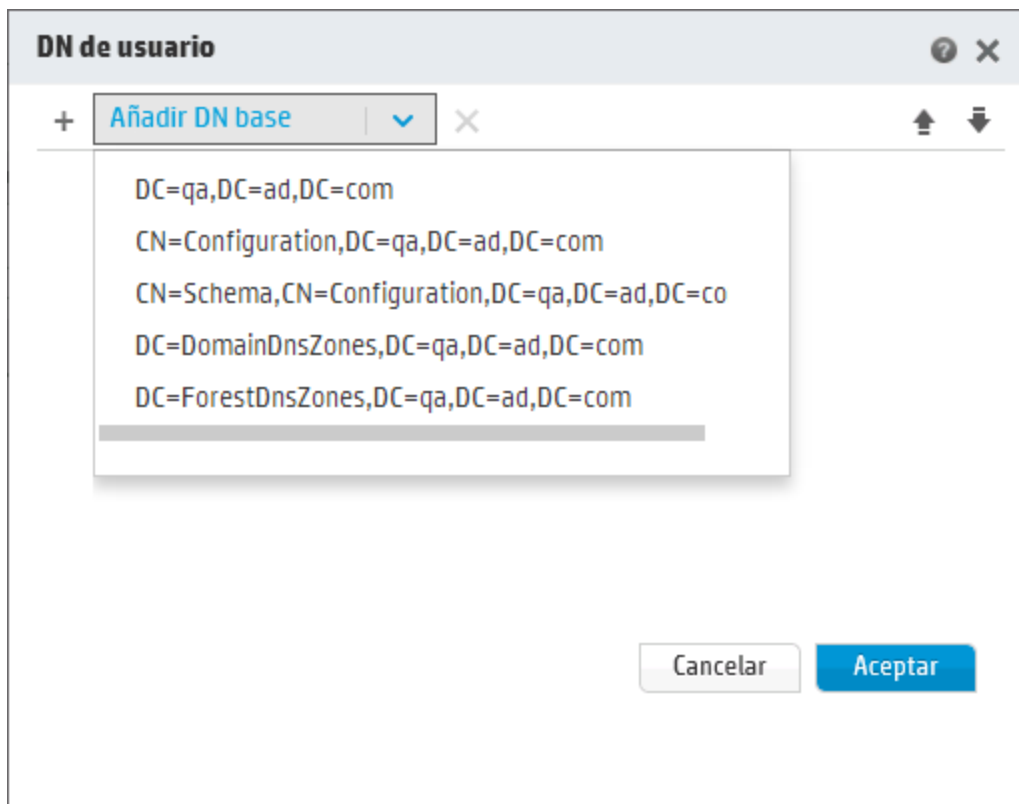 DN de usuario
Añadir DN base
DC=qa,DC=ad,DC=com
CN=Configuration,DC=qa,DC=ad,DC=com
CN=Schema,CN=Configuration,DC=qa,DC=ad,DC=co
DC=DomainDnsZones,DC=qa,DC=ad,DC=com
DC=ForestDnsZones,DC=qa,DC=ad,DC=com
Cancelar Aceptar